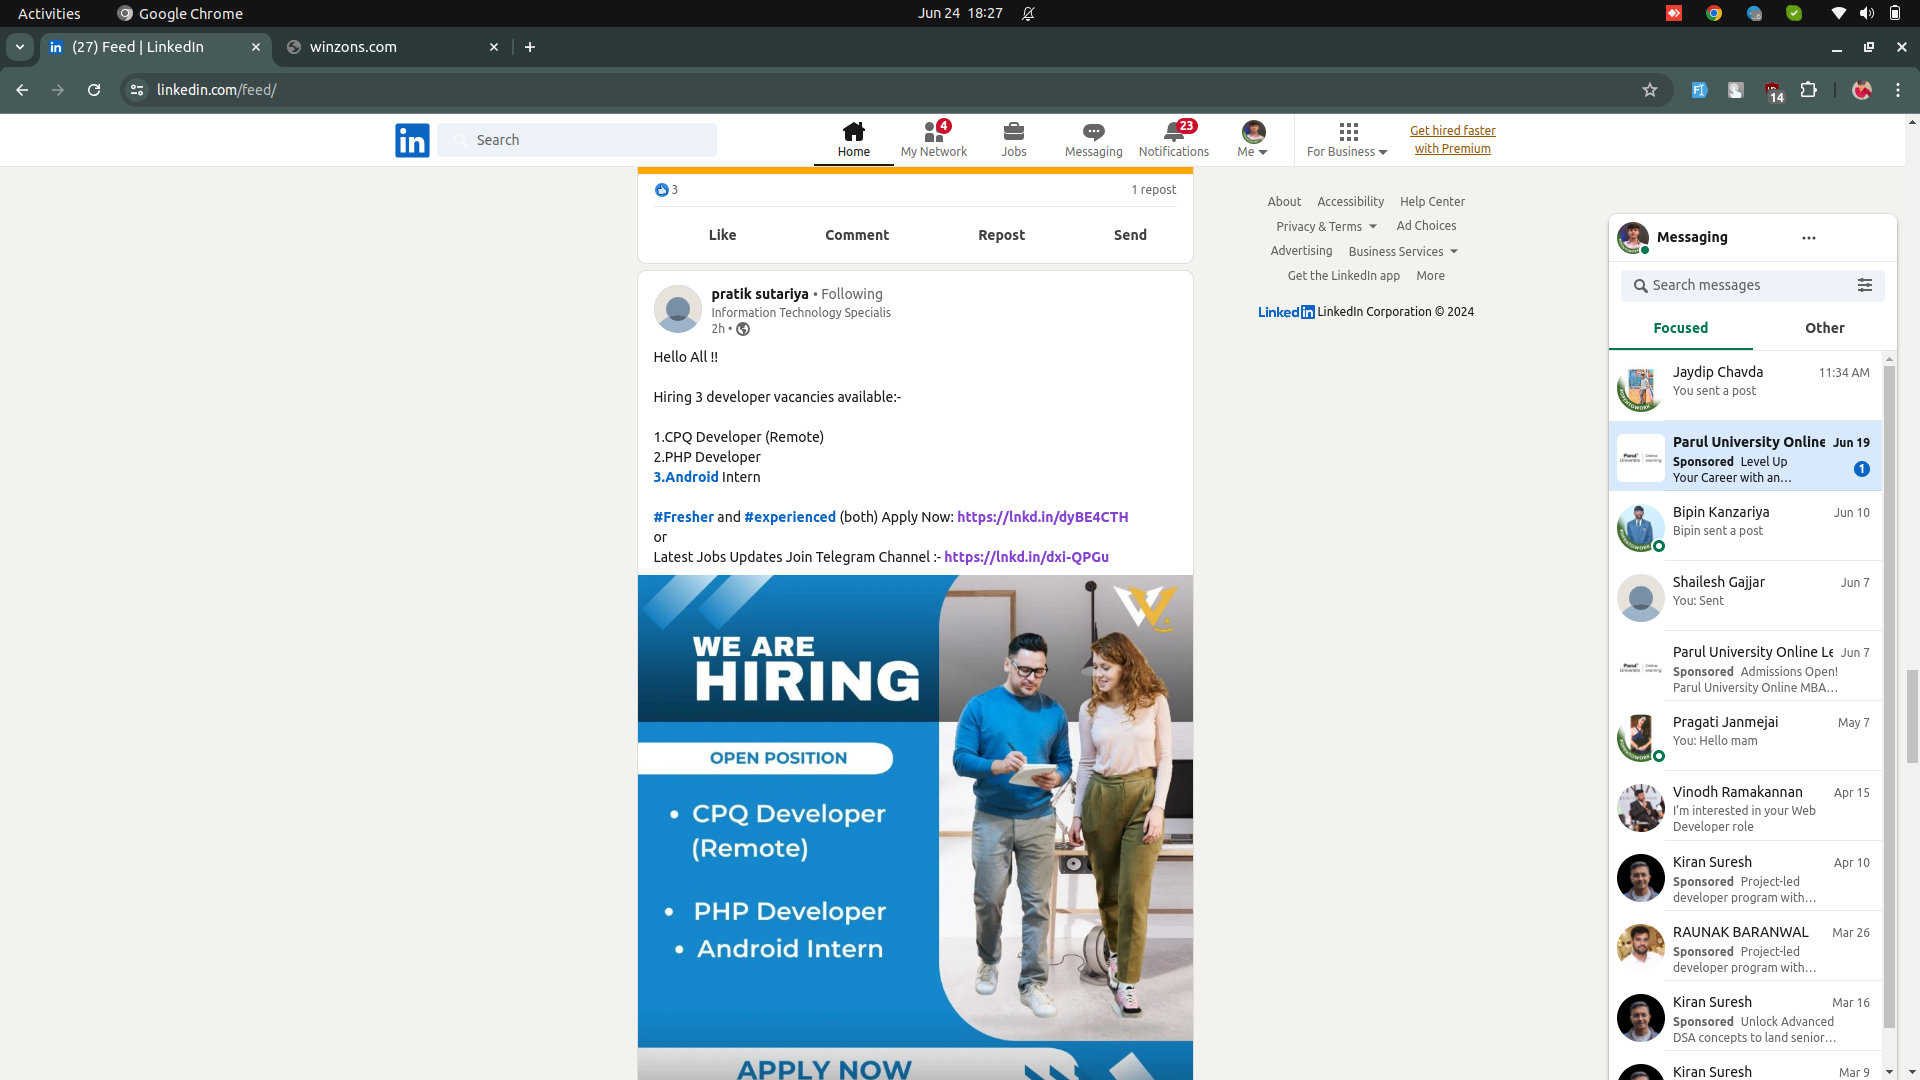 Activities
Google Chrome
Jun 24 18:27
(27) Feed | LinkedIn
winzons.com
linkedin.com/feed/
14
in
Search
Home
4
My Network
Jobs
Messaging
23
Notifications
Me
For Business
Get hired faster
with Premium
3
1 repost
Like
Comment
Repost
Send
pratik sutariya • Following
Information Technology Specialis
2h •
Hello All !!
Hiring 3 developer vacancies available:-
1.CPQ Developer (Remote)
2.PHP Developer
3.Android Intern
#Fresher and #experienced (both) Apply Now: https://lnkd.in/dyBE4CTH
or
Latest Jobs Updates Join Telegram Channel :- https://lnkd.in/dxi-QPGu
WE ARE
HIRING
OPEN POSITION
• CPQ Developer
(Remote)
• PHP Developer
• Android Intern
APPLY NOW
About Accessibility Help Center
Privacy & Terms Ad Choices
Advertising Business Services
Get the LinkedIn app More
LinkedIn LinkedIn Corporation © 2024
Messaging
Search messages
Focused
Other
Jaydip Chavda 11:34 AM
You sent a post
Parul University Online Jun 19
Sponsored Level Up
Your Career with an…
1
Bipin Kanzariya Jun 10
Bipin sent a post
Shailesh Gajjar Jun 7
You: Sent
Parul University Online Le Jun 7
Sponsored Admissions Open!
Parul University Online MBA…
Pragati Janmejai May 7
You: Hello mam
Vinodh Ramakannan Apr 15
I'm interested in your Web
Developer role
Kiran Suresh Apr 10
Sponsored Project-led
developer program with…
RAUNAK BARANWAL Mar 26
Sponsored Project-led
developer program with…
Kiran Suresh Mar 16
Sponsored Unlock Advanced
DSA concepts to land senior…
Kiran Suresh Mar 9